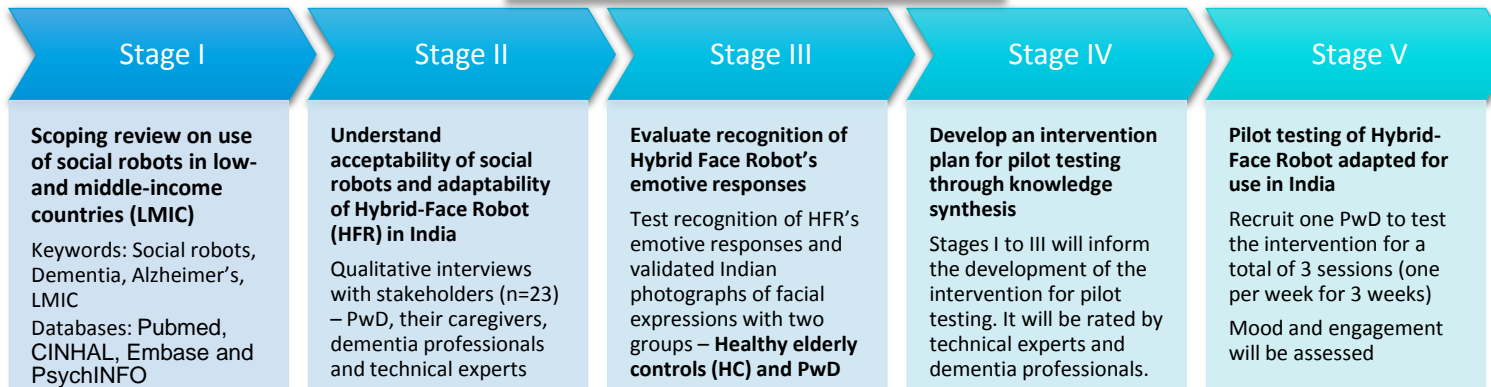 Stage I
Scoping review on use
of social robots in low-
and middle-income
countries (LMIC)
Keywords: Social robots,
Dementia, Alzheimer's,
LMIC
Databases: Pubmed,
CINHAL, Embase and
PsychINFO
Stage II
Understand
acceptability of social
robots and adaptability
of Hybrid-Face Robot
(HFR) in India
Qualitative interviews
with stakeholders (n=23)
– PwD, their caregivers,
dementia professionals
and technical experts
Stage III
Evaluate recognition of
Hybrid Face Robot's
emotive responses
Test recognition of HFR's
emotive responses and
validated Indian
photographs of facial
expressions with two
groups – Healthy elderly
controls (HC) and PwD
Stage IV
Develop an intervention
plan for pilot testing
through knowledge
synthesis
Stages I to III will inform
the development of the
intervention for pilot
testing. It will be rated by
technical experts and
dementia professionals.
Stage V
Pilot testing of Hybrid-
Face Robot adapted for
use in India
Recruit one PwD to test
the intervention for a
total of 3 sessions (one
per week for 3 weeks)
Mood and engagement
will be assessed